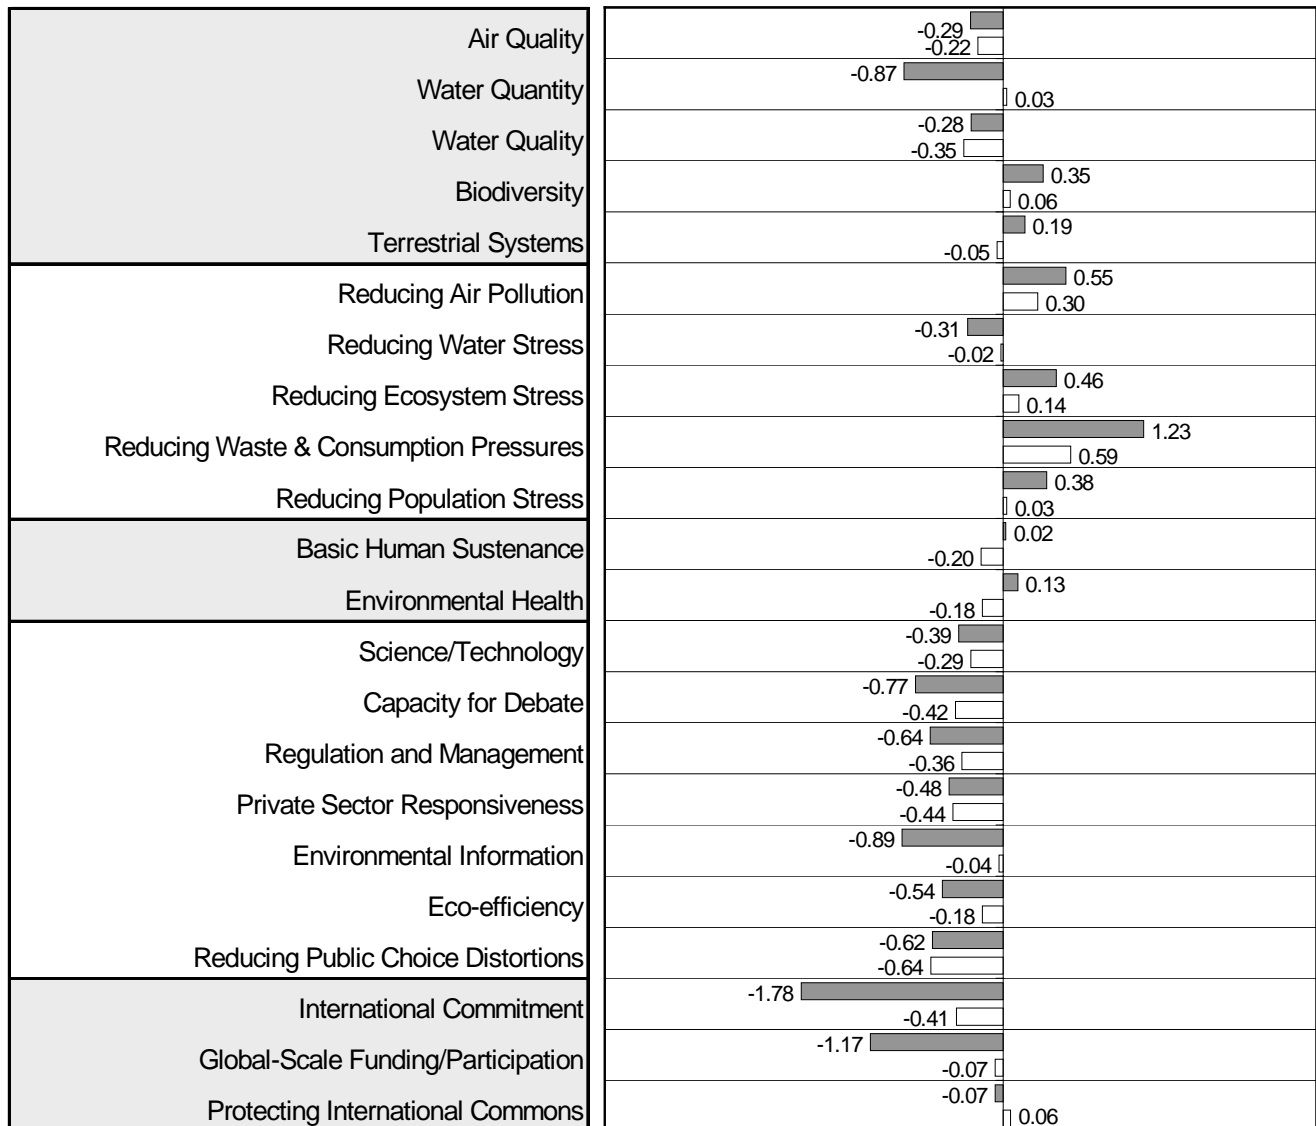 Air Quality
-0.29
-0.22
Water Quantity
-0.87
0.03
Water Quality
-0.28
-0.35
Biodiversity
0.35
0.06
Terrestrial Systems
0.19
-0.05
Reducing Air Pollution
0.55
0.30
Reducing Water Stress
-0.31
-0.02
Reducing Ecosystem Stress
0.46
0.14
Reducing Waste & Consumption Pressures
1.23
0.59
Reducing Population Stress
0.38
0.03
Basic Human Sustenance
0.02
-0.20
Environmental Health
0.13
-0.18
Science/Technology
-0.39
-0.29
Capacity for Debate
-0.77
-0.42
Regulation and Management
-0.64
-0.36
Private Sector Responsiveness
-0.48
-0.44
Environmental Information
-0.89
-0.04
Eco-efficiency
-0.54
-0.18
Reducing Public Choice Distortions
-0.62
-0.64
International Commitment
-1.78
-0.41
Global-Scale Funding/Participation
-1.17
-0.07
Protecting International Commons
-0.07
0.06